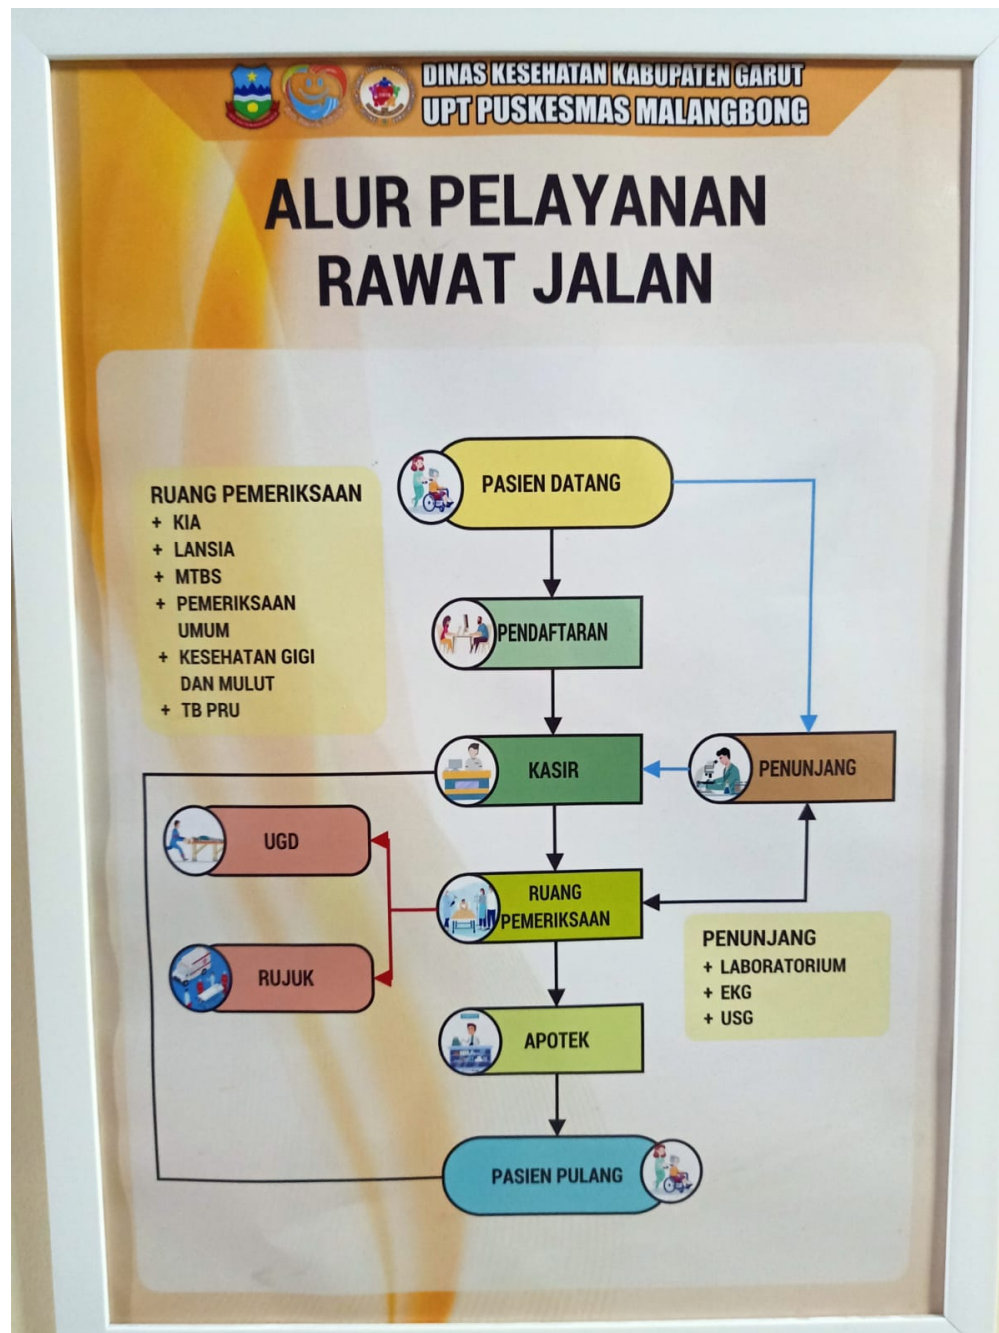 DINAS KESEHATAN KABUPATEN GARUT
UPT PUSKESMAS MALANGBONG
ALUR PELAYANAN
RAWAT JALAN
PASIEN DATANG
RUANG PEMERIKSAAN
+ KIA
+ LANSIA
+ MTBS
+ PEMERIKSAAN
UMUM
+ KESEHATAN GIGI
DAN MULUT
+ TB PRU
PENDAFTARAN
KASIR
PENUNJANG
UGD
RUANG
PEMERIKSAAN
RUJUK
PENUNJANG
+ LABORATORIUM
+ EKG
+ USG
APOTEK
PASIEN PULANG